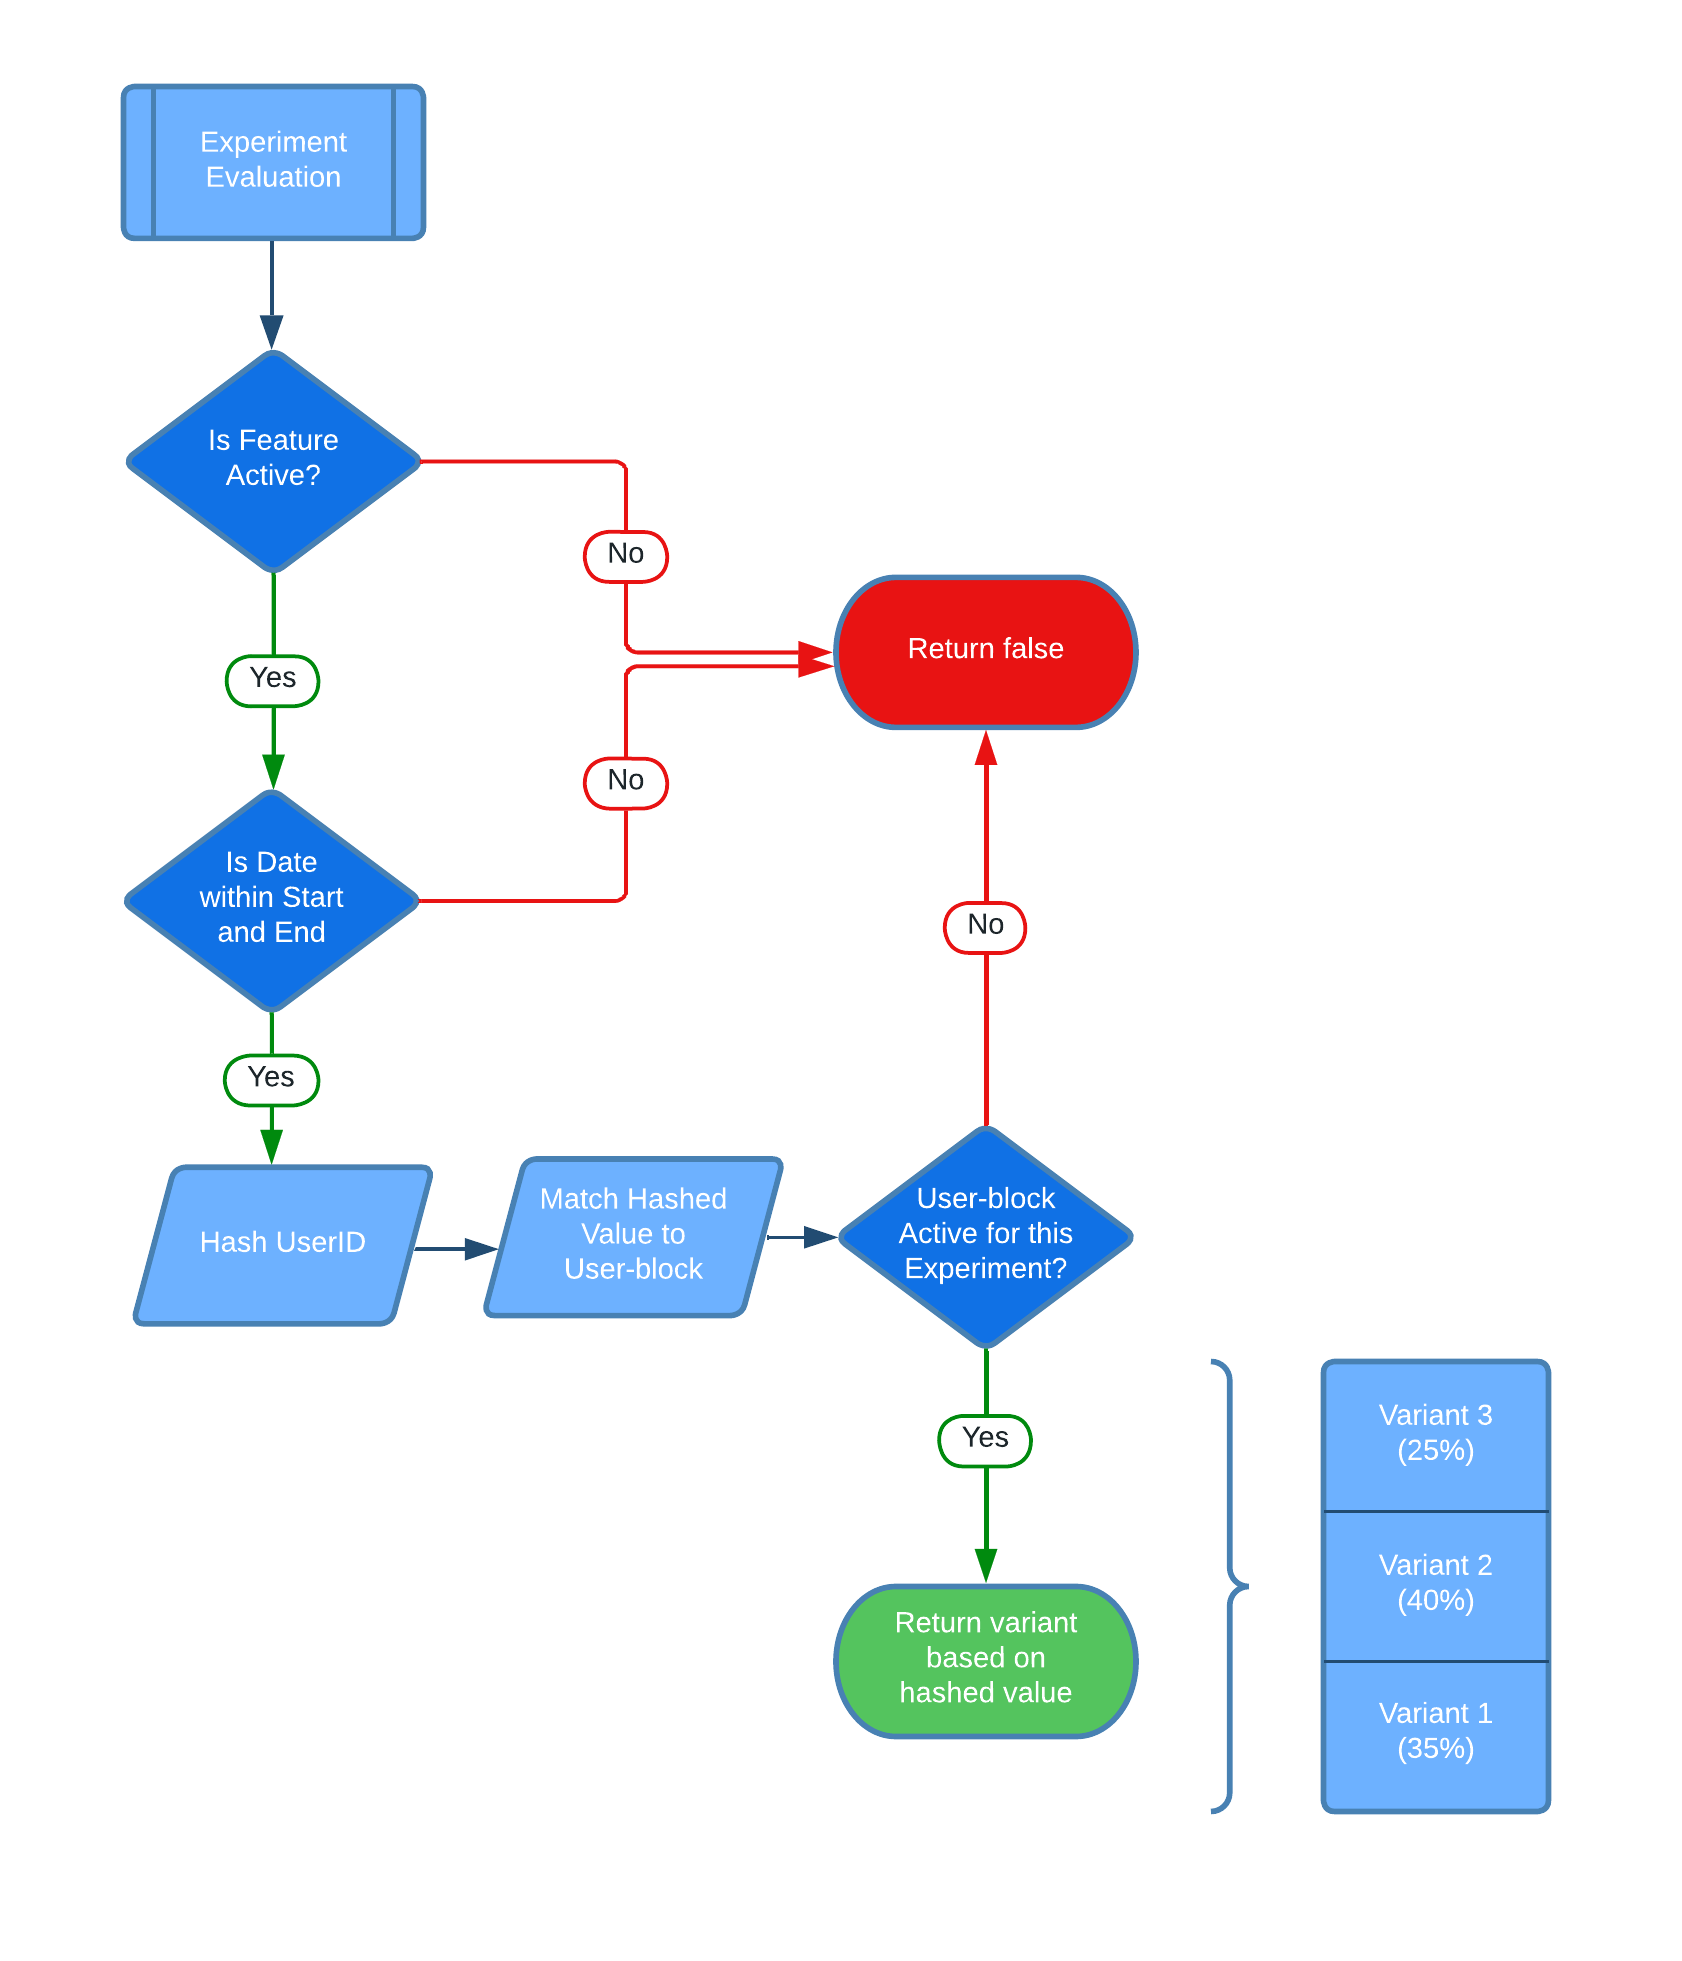 Experiment
Evaluation
Is Feature
Active?
No
Return false
Yes
No
Is Date
within Start
and End
No
Yes
Hash UserID
Match Hashed
Value to
User-block
User-block
Active for this
Experiment?
Yes
Return variant
based on
hashed value
Variant 3
(25%)
Variant 2
(40%)
Variant 1
(35%)